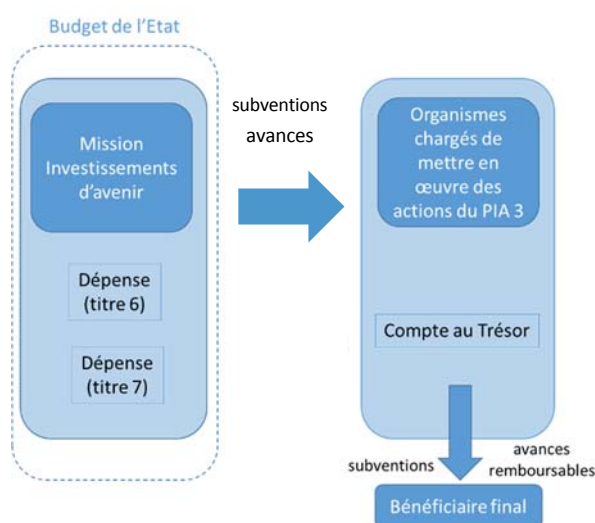 Budget de l'Etat
Mission
Investissements
d'avenir
Dépense
(titre 6)
Dépense
(titre 7)
subventions
avances
Organismes
chargés de
mettre en
œuvre des
actions du PIA 3
Compte au Trésor
subventions
avances
remboursables
Bénéficiaire final